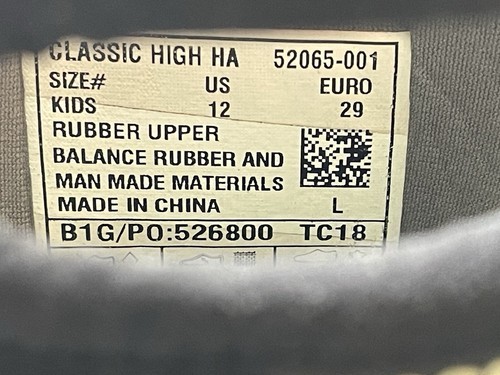 CLASSIC HIGH HA 52065-001
SIZE# US EURO
KIDS 12 29
RUBBER UPPER
BALANCE RUBBER AND
MAN MADE MATERIALS
MADE IN CHINA L
B1G/PO:526800 TC18